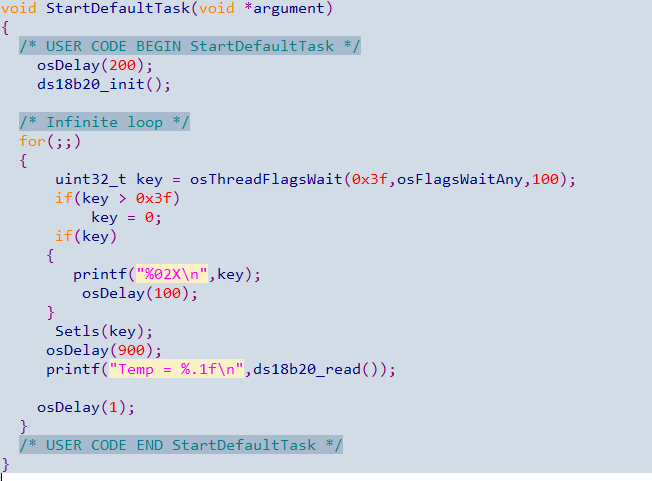 void StartDefaultTask(void *argument)
{
  /* USER CODE BEGIN StartDefaultTask */
    osDelay(200);
    ds18b20_init();

  /* Infinite loop */
  for(;;)
  {
      uint32_t key = osThreadFlagsWait(0x3f,osFlagsWaitAny,100);
      if(key > 0x3f)
          key = 0;
      if(key)
     {
        printf("%02X\n",key);
         osDelay(100);
     }
      Setls(key);
     osDelay(900);
     printf("Temp = %.1f\n",ds18b20_read());

    osDelay(1);
  }
  /* USER CODE END StartDefaultTask */
}